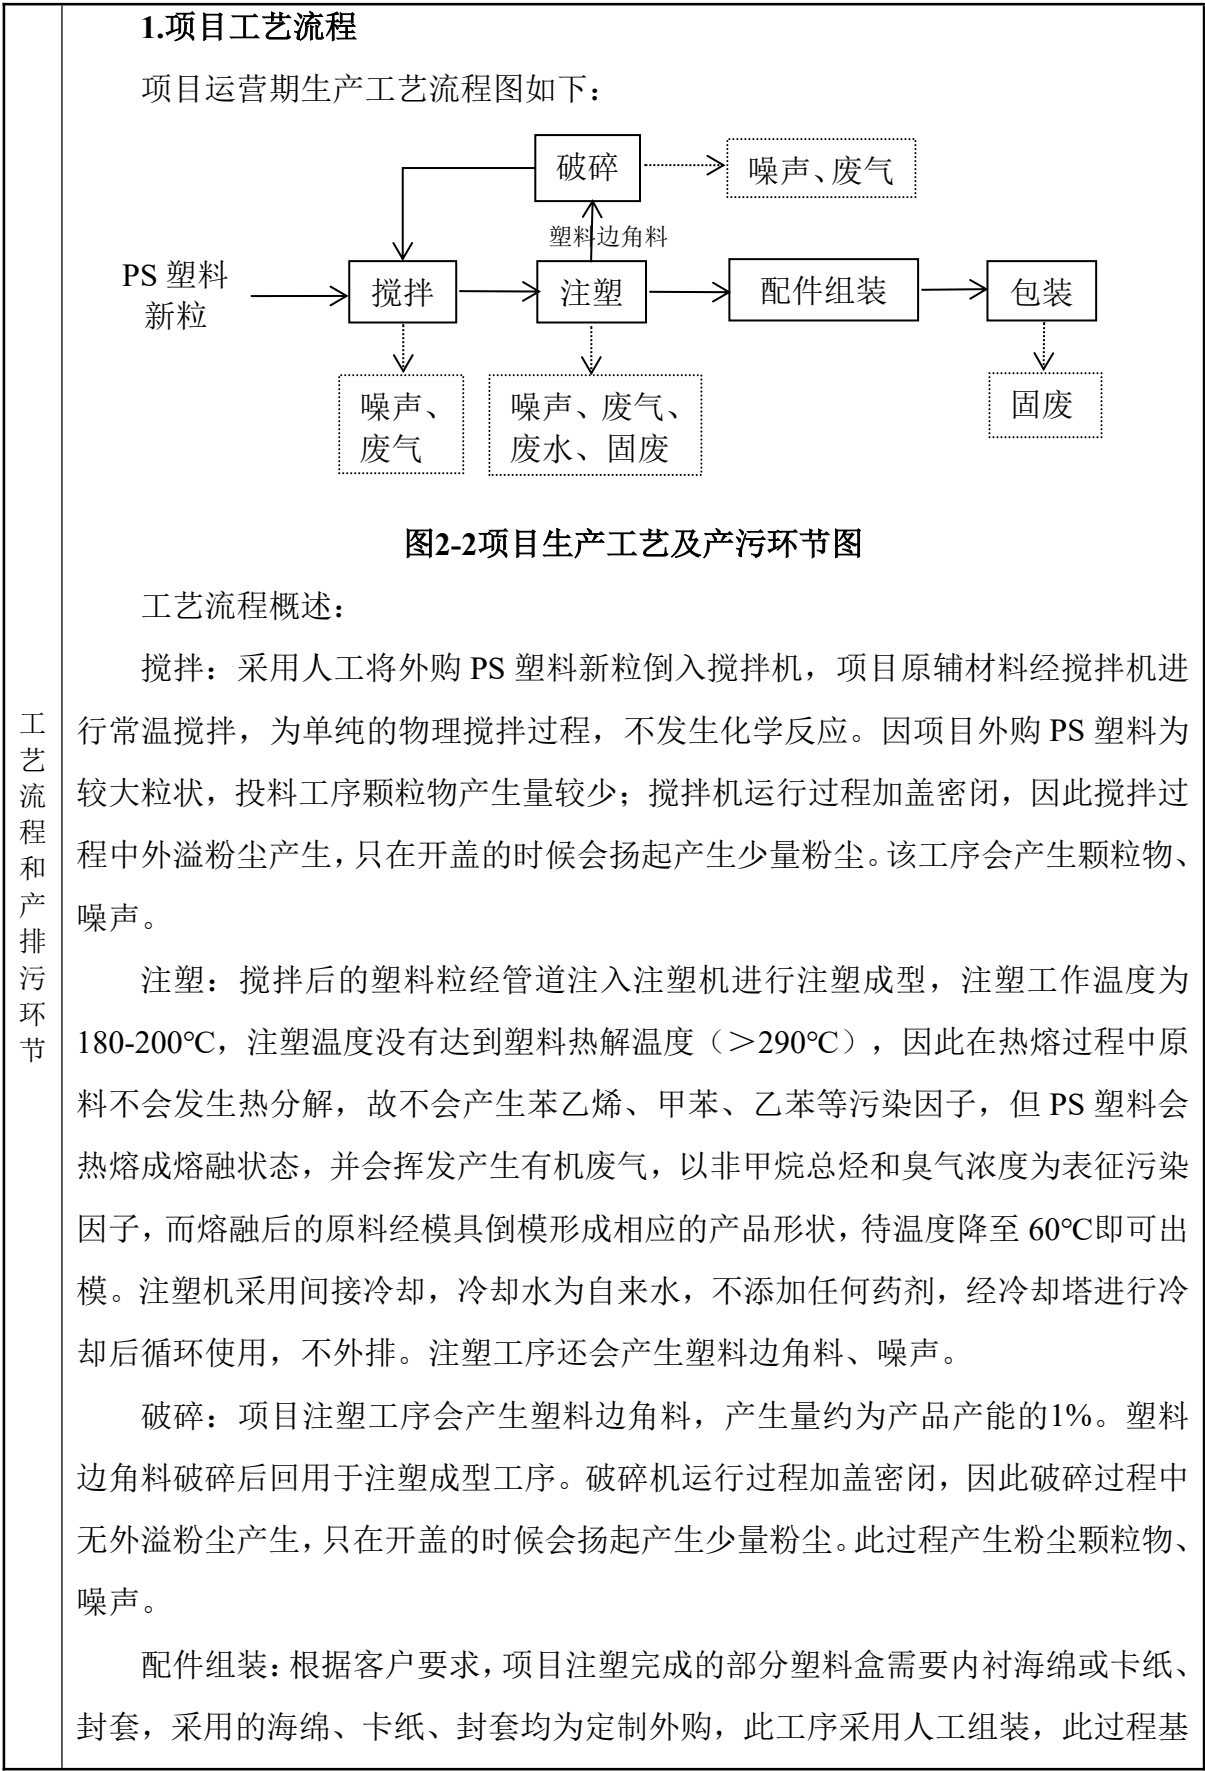 1.项目工艺流程
项目运营期生产工艺流程图如下：
破碎
噪声、废气
塑料边角料
PS 塑料
新粒
搅拌
注塑
配件组装
包装
噪声、
废气
噪声、废气、
废水、固废
固废
图2-2项目生产工艺及产污环节图
工艺流程概述：
搅拌：采用人工将外购 PS 塑料新粒倒入搅拌机，项目原辅材料经搅拌机进
行常温搅拌，为单纯的物理搅拌过程，不发生化学反应。因项目外购 PS 塑料为
较大粒状，投料工序颗粒物产生量较少；搅拌机运行过程加盖密闭，因此搅拌过
程中外溢粉尘产生，只在开盖的时候会扬起产生少量粉尘。该工序会产生颗粒物、
噪声。
注塑：搅拌后的塑料粒经管道注入注塑机进行注塑成型，注塑工作温度为
180-200℃，注塑温度没有达到塑料热解温度（＞290℃），因此在热熔过程中原
料不会发生热分解，故不会产生苯乙烯、甲苯、乙苯等污染因子，但 PS 塑料会
热熔成熔融状态，并会挥发产生有机废气，以非甲烷总烃和臭气浓度为表征污染
因子，而熔融后的原料经模具倒模形成相应的产品形状，待温度降至 60℃即可出
模。注塑机采用间接冷却，冷却水为自来水，不添加任何药剂，经冷却塔进行冷
却后循环使用，不外排。注塑工序还会产生塑料边角料、噪声。
破碎：项目注塑工序会产生塑料边角料，产生量约为产品产能的1%。塑料
边角料破碎后回用于注塑成型工序。破碎机运行过程加盖密闭，因此破碎过程中
无外溢粉尘产生，只在开盖的时候会扬起产生少量粉尘。此过程产生粉尘颗粒物、
噪声。
配件组装：根据客户要求，项目注塑完成的部分塑料盒需要内衬海绵或卡纸、
封套，采用的海绵、卡纸、封套均为定制外购，此工序采用人工组装，此过程基
工
艺
流
程
和
产
排
污
环
节